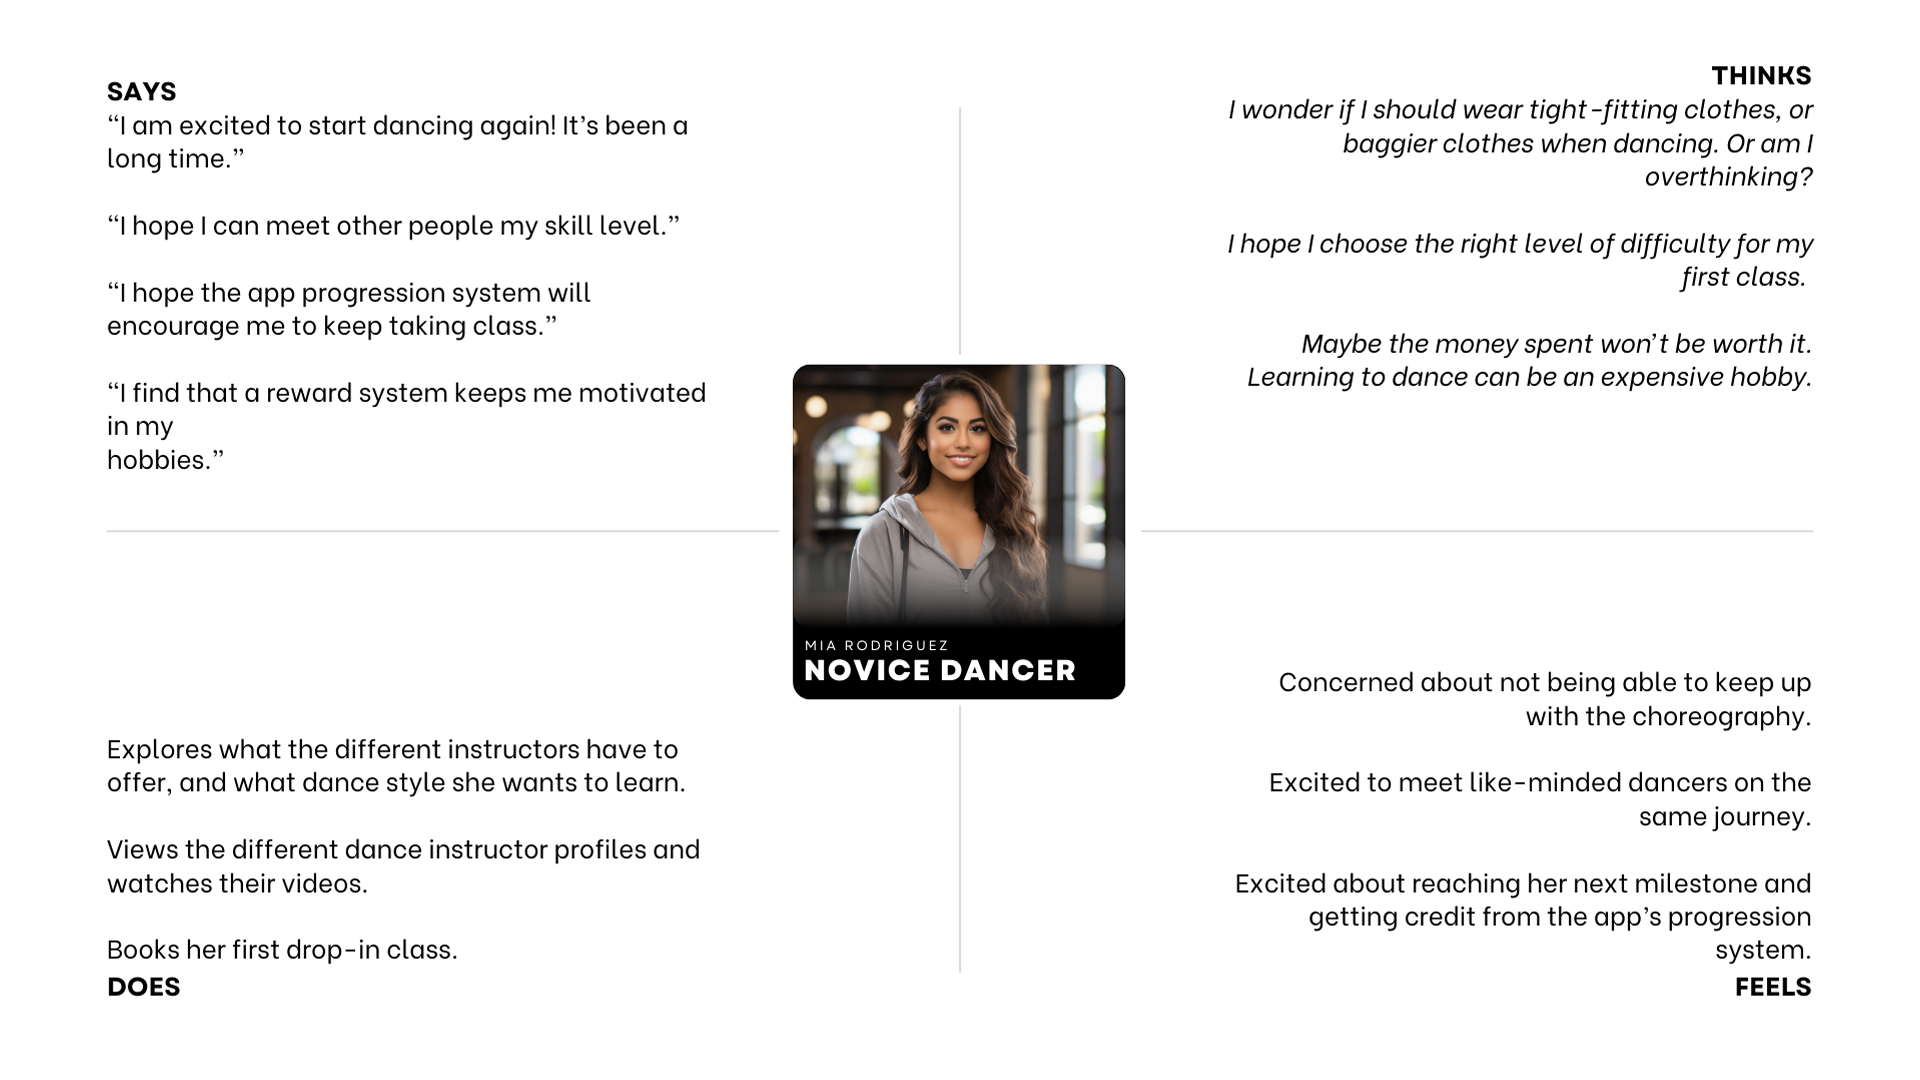 SAYS
“I am excited to start dancing again! It’s been a
long time.”
“I hope I can meet other people my skill level.”
“I hope the app progression system will
encourage me to keep taking class.”
“I find that a reward system keeps me motivated
in my
hobbies.”
THINKS
I wonder if I should wear tight-fitting clothes, or
baggier clothes when dancing. Or am I
overthinking?
I hope I choose the right level of difficulty for my
first class.
Maybe the money spent won’t be worth it.
Learning to dance can be an expensive hobby.
MIA RODRIGUEZ
NOVICE DANCER
Explores what the different instructors have to
offer, and what dance style she wants to learn.
Views the different dance instructor profiles and
watches their videos.
Books her first drop-in class.
DOES
Concerned about not being able to keep up
with the choreography.
Excited to meet like-minded dancers on the
same journey.
Excited about reaching her next milestone and
getting credit from the app’s progression
system.
FEELS